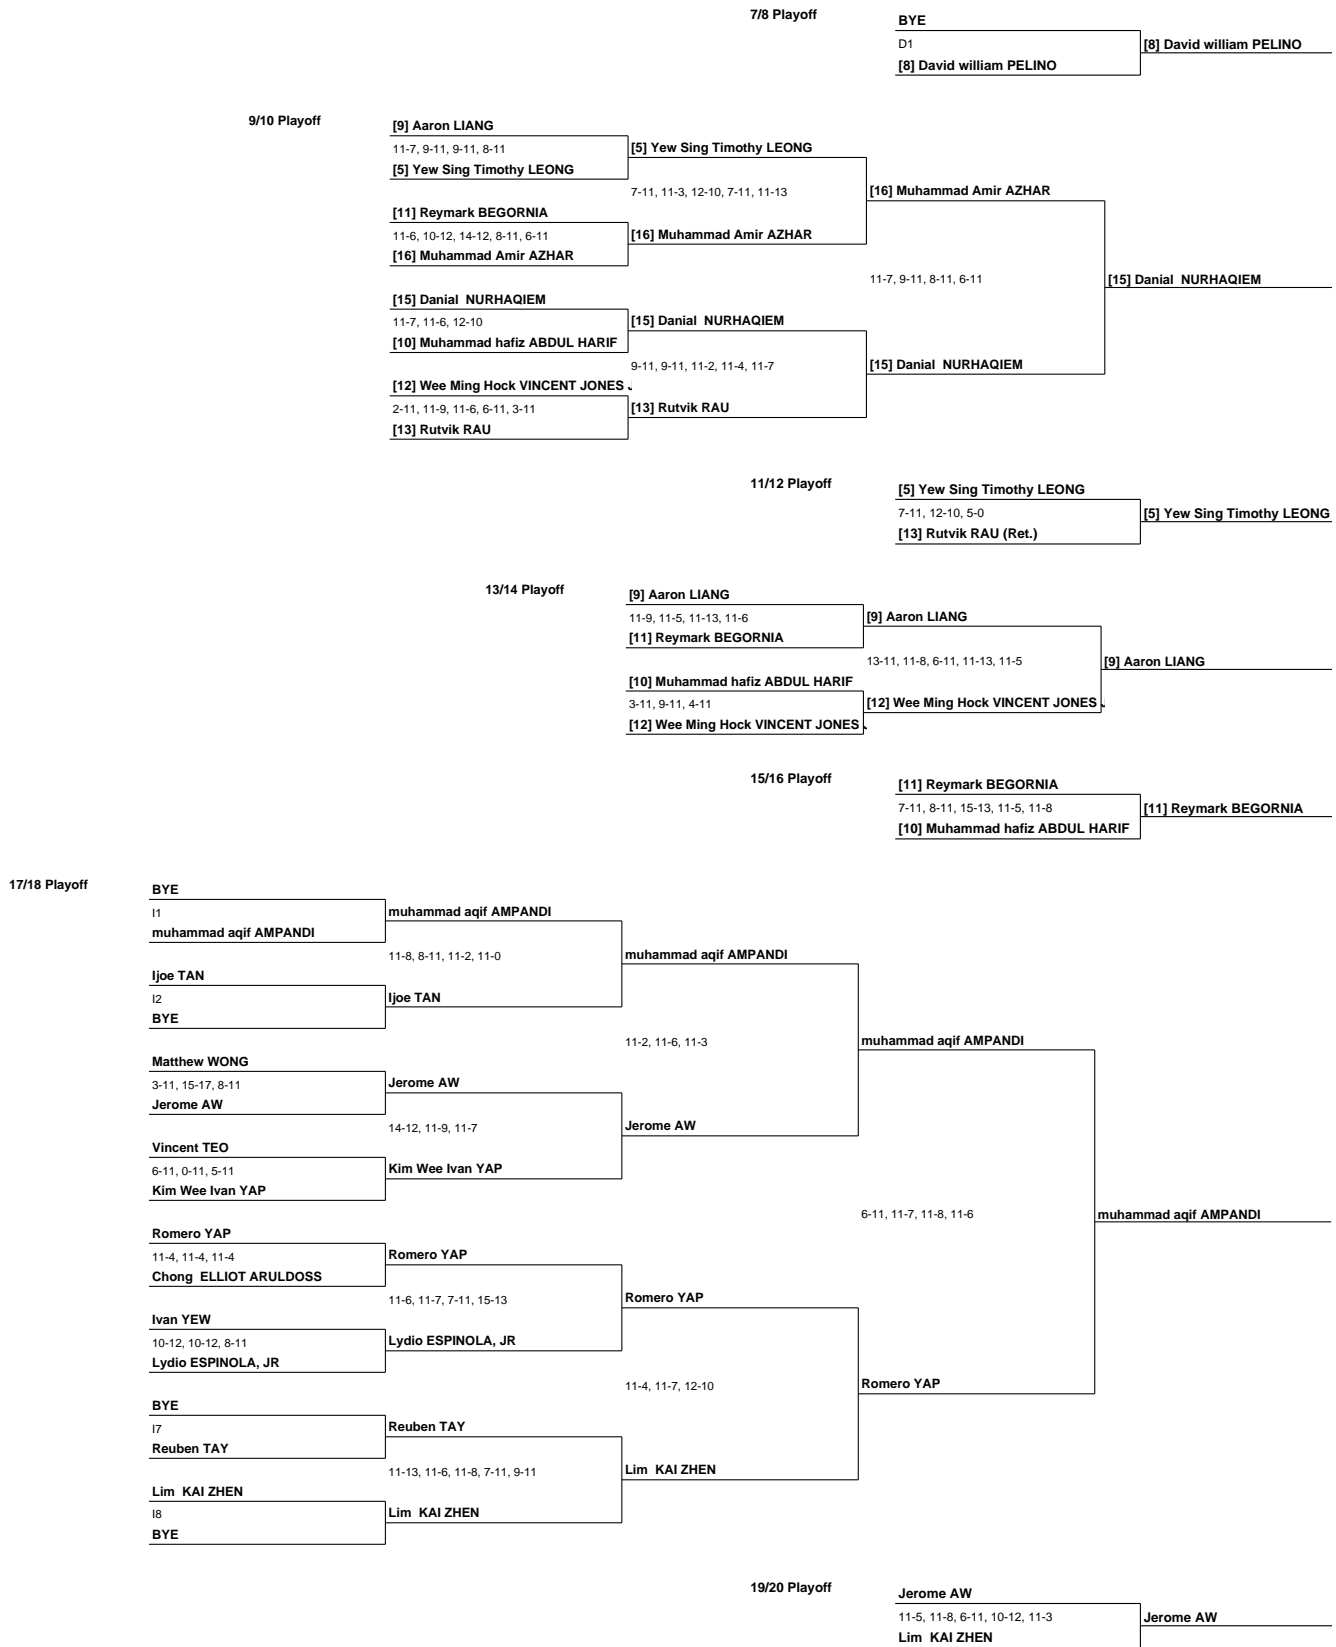 7/8 Playoff
BYE
D1
[8] David william PELINO
[8] David william PELINO
9/10 Playoff
[9] Aaron LIANG
11-7, 9-11, 9-11, 8-11
[5] Yew Sing Timothy LEONG
[5] Yew Sing Timothy LEONG
7-11, 11-3, 12-10, 7-11, 11-13
[16] Muhammad Amir AZHAR
[11] Reymark BEGORNIA
11-6, 10-12, 14-12, 8-11, 6-11
[16] Muhammad Amir AZHAR
[16] Muhammad Amir AZHAR
11-7, 9-11, 8-11, 6-11
[15] Danial NURHAQIEM
[15] Danial NURHAQIEM
11-7, 11-6, 12-10
[15] Danial NURHAQIEM
[10] Muhammad hafiz ABDUL HARIF
9-11, 9-11, 11-2, 11-4, 11-7
[15] Danial NURHAQIEM
[12] Wee Ming Hock VINCENT JONES
2-11, 11-9, 11-6, 6-11, 3-11
[13] Rutvik RAU
[13] Rutvik RAU
11/12 Playoff
[5] Yew Sing Timothy LEONG
7-11, 12-10, 5-0
[5] Yew Sing Timothy LEONG
[13] Rutvik RAU (Ret.)
13/14 Playoff
[9] Aaron LIANG
11-9, 11-5, 11-13, 11-6
[9] Aaron LIANG
[11] Reymark BEGORNIA
13-11, 11-8, 6-11, 11-13, 11-5
[9] Aaron LIANG
[10] Muhammad hafiz ABDUL HARIF
3-11, 9-11, 4-11
[12] Wee Ming Hock VINCENT JONES
[12] Wee Ming Hock VINCENT JONES
15/16 Playoff
[11] Reymark BEGORNIA
7-11, 8-11, 15-13, 11-5, 11-8
[11] Reymark BEGORNIA
[10] Muhammad hafiz ABDUL HARIF
17/18 Playoff
BYE
I1
muhammad aqif AMPANDI
muhammad aqif AMPANDI
11-8, 8-11, 11-2, 11-0
muhammad aqif AMPANDI
Ijoe TAN
I2
Ijoe TAN
BYE
11-2, 11-6, 11-3
muhammad aqif AMPANDI
Matthew WONG
3-11, 15-17, 8-11
Jerome AW
Jerome AW
14-12, 11-9, 11-7
Jerome AW
Vincent TEO
6-11, 0-11, 5-11
Kim Wee Ivan YAP
Kim Wee Ivan YAP
6-11, 11-7, 11-8, 11-6
muhammad aqif AMPANDI
Romero YAP
11-4, 11-4, 11-4
Romero YAP
Chong ELLIOT ARULDOSS
11-6, 11-7, 7-11, 15-13
Romero YAP
Ivan YEW
10-12, 10-12, 8-11
Lydio ESPINOLA, JR
Lydio ESPINOLA, JR
11-4, 11-7, 12-10
Romero YAP
BYE
I7
Reuben TAY
Reuben TAY
11-13, 11-6, 11-8, 7-11, 9-11
Lim KAI ZHEN
Lim KAI ZHEN
I8
Lim KAI ZHEN
BYE
19/20 Playoff
Jerome AW
11-5, 11-8, 6-11, 10-12, 11-3
Jerome AW
Lim KAI ZHEN